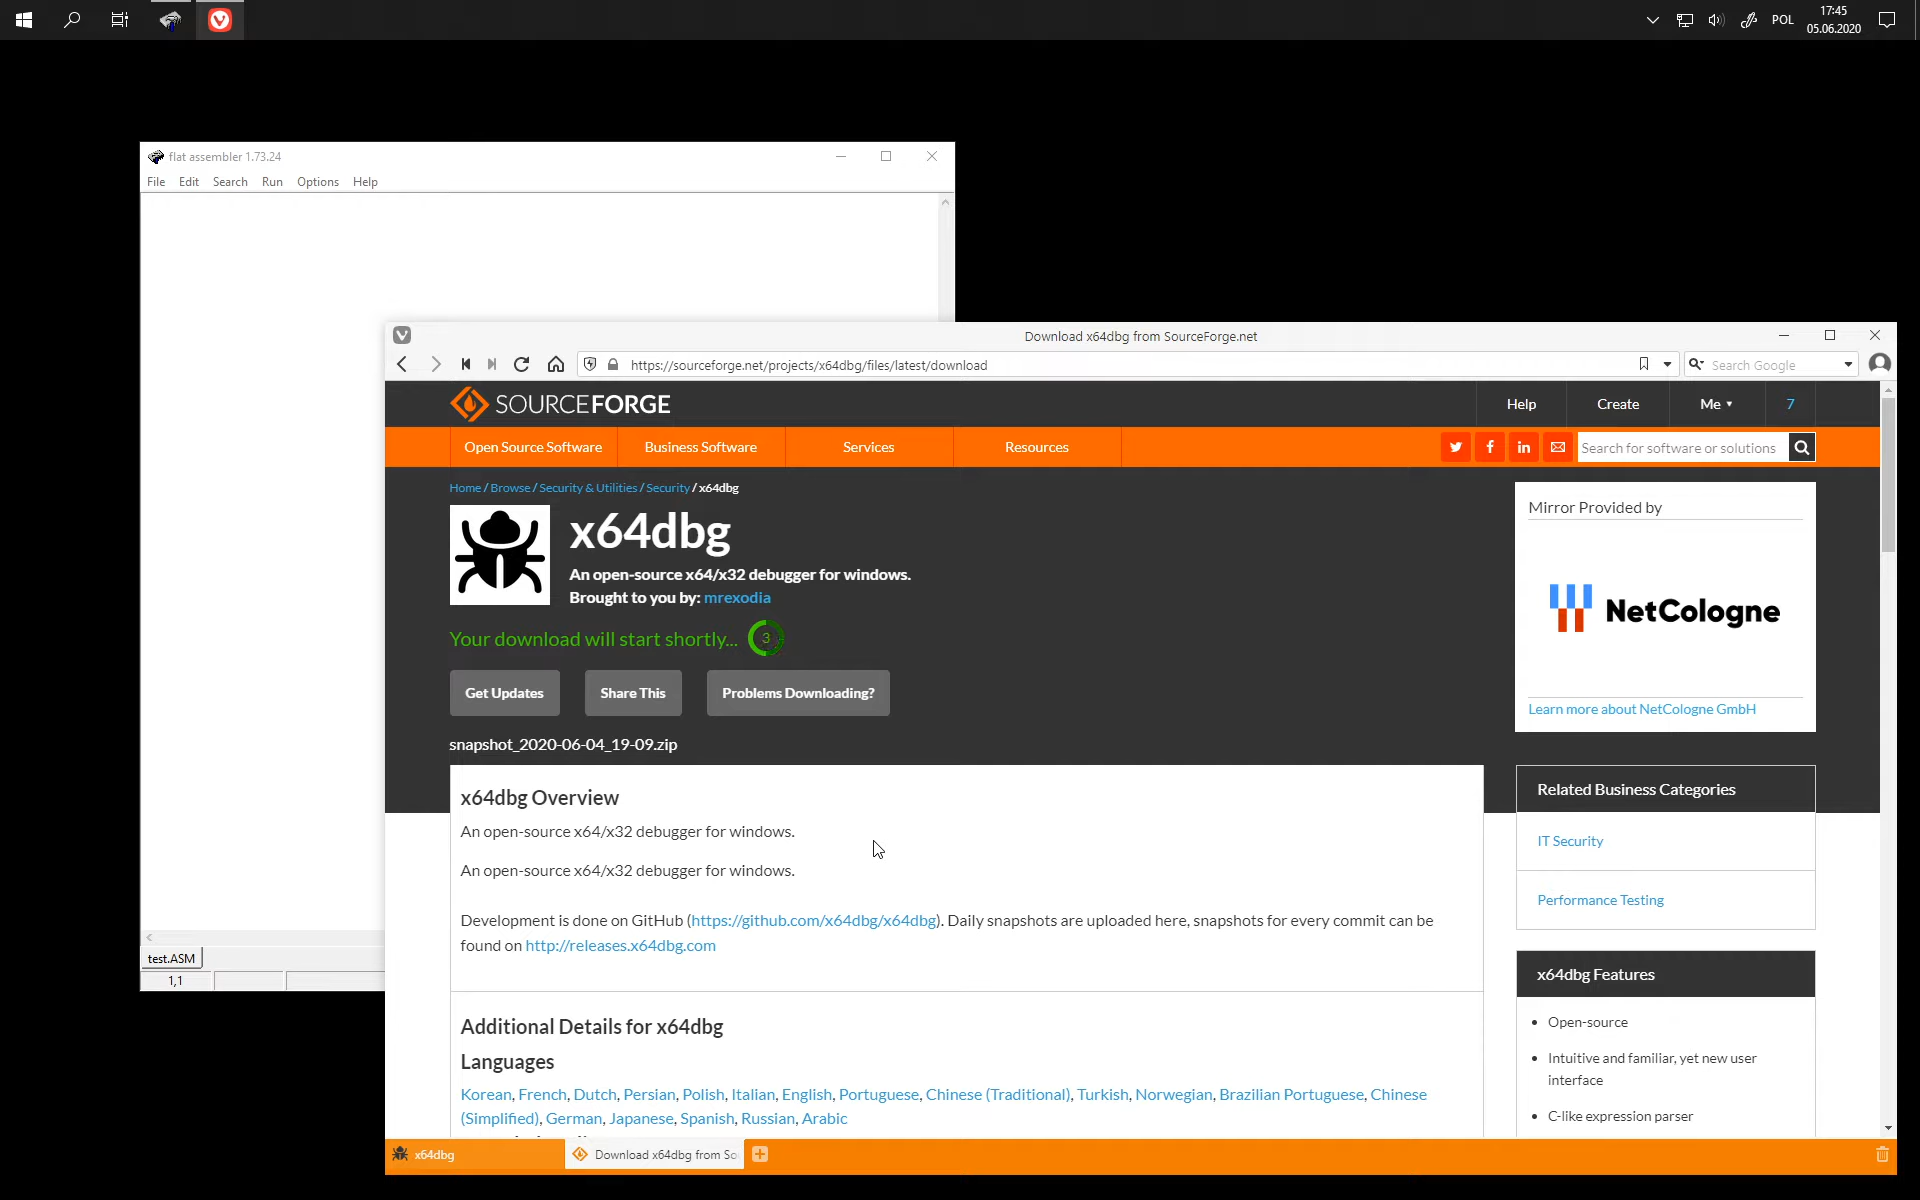 POL
17:45
05.06.2020
flat assembler 1.73.24
File Edit Search Run Options Help
Download x64dbg from SourceForge.net
https://sourceforge.net/projects/x64dbg/files/latest/download
Search Google
SOURCEFORGE
Help Create Me 7
Open Source Software Business Software Services Resources
Search for software or solutions
Home / Browse / Security & Utilities / Security / x64dbg
x64dbg
An open-source x64/x32 debugger for windows.
Brought to you by: mrexodia
Your download will start shortly... 3
Get Updates Share This Problems Downloading?
snapshot_2020-06-04_19-09.zip
Mirror Provided by
NetCologne
Learn more about NetCologne GmbH
x64dbg Overview
An open-source x64/x32 debugger for windows.
An open-source x64/x32 debugger for windows.
Development is done on GitHub (https://github.com/x64dbg/x64dbg). Daily snapshots are uploaded here, snapshots for every commit can be
found on http://releases.x64dbg.com
Additional Details for x64dbg
Languages
Korean, French, Dutch, Persian, Polish, Italian, English, Portuguese, Chinese (Traditional), Turkish, Norwegian, Brazilian Portuguese, Chinese
(Simplified), German, Japanese, Spanish, Russian, Arabic
Related Business Categories
IT Security
Performance Testing
x64dbg Features
Open-source
Intuitive and familiar, yet new user
interface
C-like expression parser
test.ASM
1,1
x64dbg
Download x64dbg from So